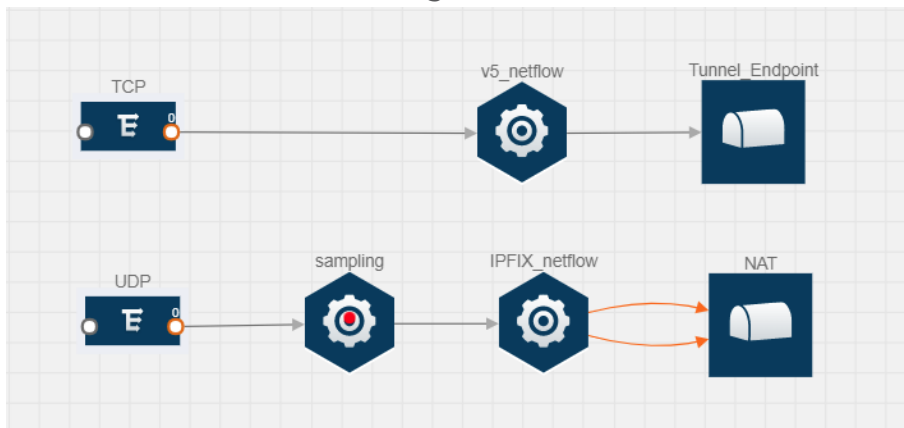 v5_netflow
Tunnel_Endpoint
TCP
0
sampling
IPFIX_netflow
NAT
UDP
0